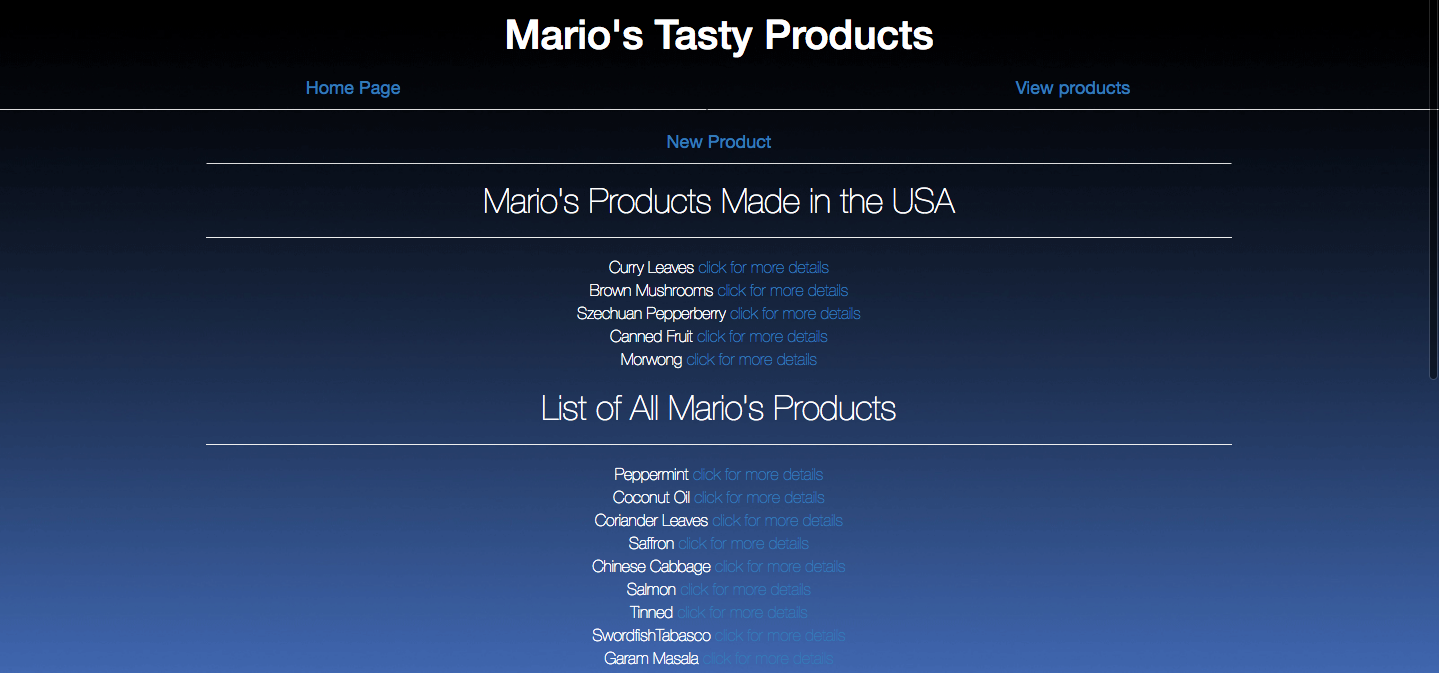 Mario's Tasty Products
Home Page View products
New Product
Mario's Products Made in the USA
Curry Leaves click for more details
Brown Mushrooms click for more details
Szechuan Pepperberry click for more details
Canned Fruit click for more details
Morwong click for more details
List of All Mario's Products
Peppermint click for more details
Coconut Oil click for more details
Coriander Leaves click for more details
Saffron click for more details
Chinese Cabbage click for more details
Salmon click for more details
Tinned click for more details
SwordfishTabasco click for more details
Garam Masala click for more details